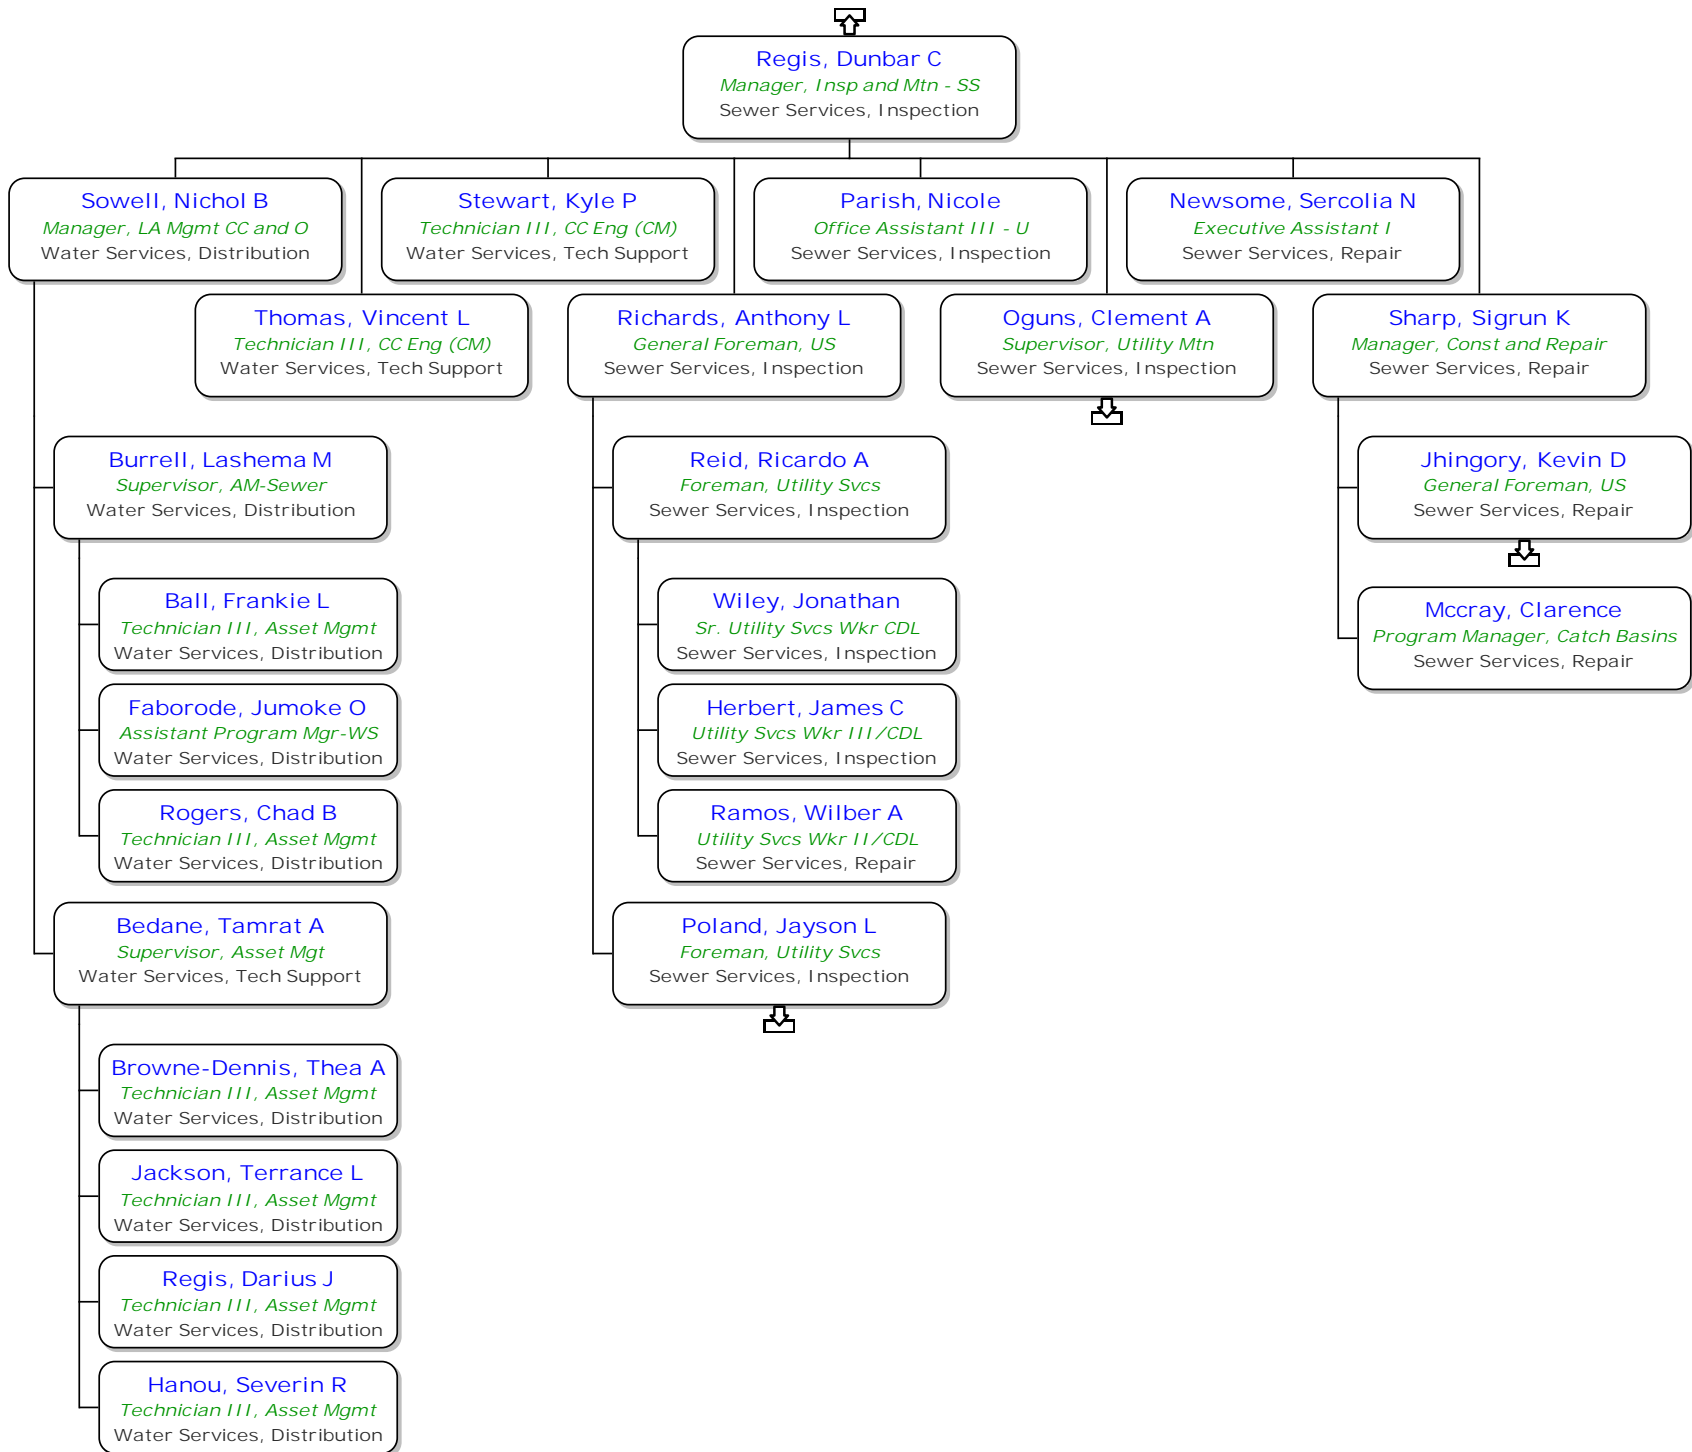 Regis, Dunbar C
Manager, Insp and Mtn - SS
Sewer Services, Inspection
Sowell, Nichol B
Manager, LA Mgmt CC and O
Water Services, Distribution
Stewart, Kyle P
Technician III, CC Eng (CM)
Water Services, Tech Support
Parish, Nicole
Office Assistant III - U
Sewer Services, Inspection
Newsome, Sercolia N
Executive Assistant I
Sewer Services, Repair
Thomas, Vincent L
Technician III, CC Eng (CM)
Water Services, Tech Support
Richards, Anthony L
General Foreman, US
Sewer Services, Inspection
Oguns, Clement A
Supervisor, Utility Mtn
Sewer Services, Inspection
Sharp, Sigrun K
Manager, Const and Repair
Sewer Services, Repair
Burrell, Lashema M
Supervisor, AM-Sewer
Water Services, Distribution
Ball, Frankie L
Technician III, Asset Mgmt
Water Services, Distribution
Faborode, Jumoke O
Assistant Program Mgr-WS
Water Services, Distribution
Rogers, Chad B
Technician III, Asset Mgmt
Water Services, Distribution
Bedane, Tamrat A
Supervisor, Asset Mgt
Water Services, Tech Support
Browne-Dennis, Thea A
Technician III, Asset Mgmt
Water Services, Distribution
Jackson, Terrance L
Technician III, Asset Mgmt
Water Services, Distribution
Regis, Darius J
Technician III, Asset Mgmt
Water Services, Distribution
Hanou, Severin R
Technician III, Asset Mgmt
Water Services, Distribution
Reid, Ricardo A
Foreman, Utility Svcs
Sewer Services, Inspection
Wiley, Jonathan
Sr. Utility Svcs Wkr CDL
Sewer Services, Inspection
Herbert, James C
Utility Svcs Wkr III/CDL
Sewer Services, Inspection
Ramos, Wilber A
Utility Svcs Wkr II/CDL
Sewer Services, Repair
Poland, Jayson L
Foreman, Utility Svcs
Sewer Services, Inspection
Jhingory, Kevin D
General Foreman, US
Sewer Services, Repair
Mccray, Clarence
Program Manager, Catch Basins
Sewer Services, Repair